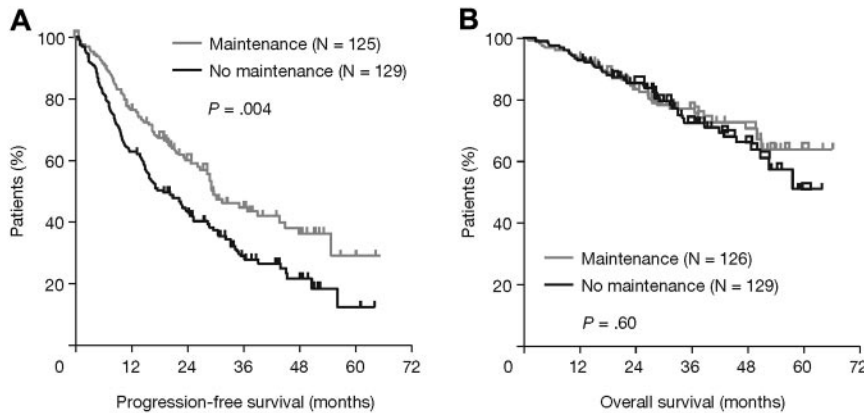 A
100
80
60
40
20
Patients (%)
Maintenance (N = 125)
No maintenance (N = 129)
P = .004
0
12
24
36
48
60
72
Progression-free survival (months)
B
100
80
60
40
20
Patients (%)
Maintenance (N = 126)
No maintenance (N = 129)
P = .60
0
12
24
36
48
60
72
Overall survival (months)